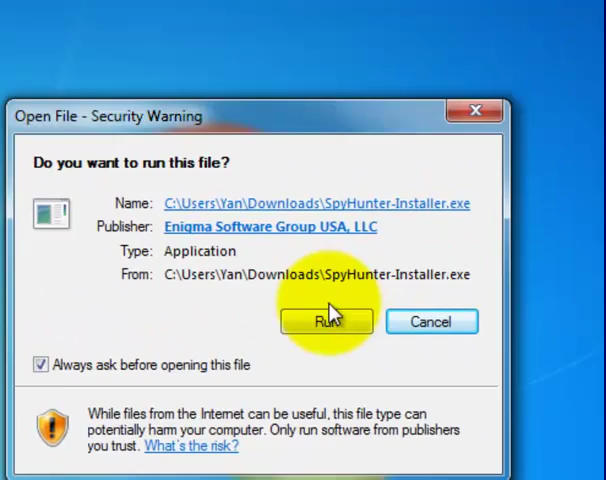 Open File - Security Warning
Do you want to run this file?
Name: C:\Users\Yan\Downloads\SpyHunter-Installer.exe
Publisher: Enigma Software Group USA, LLC
Type: Application
From: C:\Users\Yan\Downloads\SpyHunter-Installer.exe
Run Cancel
Always ask before opening this file
While files from the Internet can be useful, this file type can
potentially harm your computer. Only run software from publishers
you trust. What's the risk?